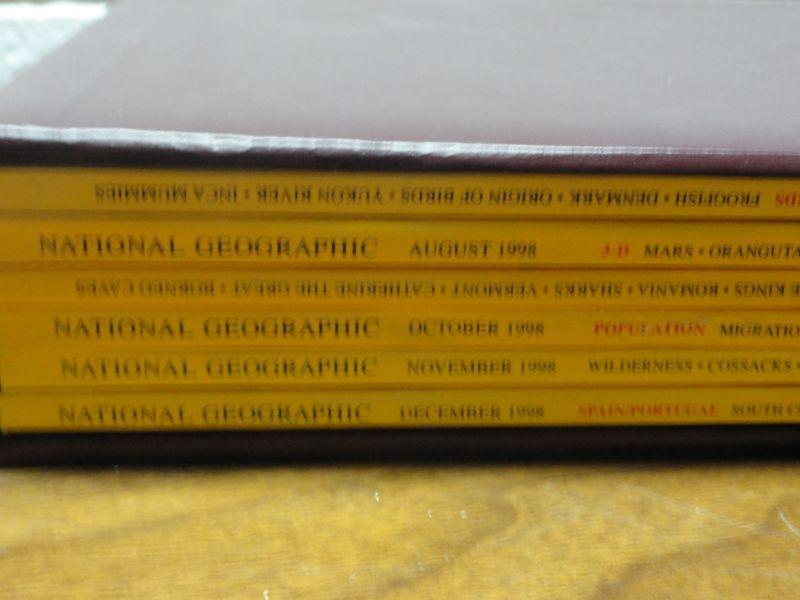 FROGFISH • DENMARK • ORIGIN OF BIRDS • YUKON RIVER • INCA MUMMIES
NATIONAL GEOGRAPHIC AUGUST 1998 3-D MARS • ORANGUTA
KINGS • ROMANIA • SHARKS • VERMONT • CATHERINE THE GREAT • BORNEO CAVES
NATIONAL GEOGRAPHIC OCTOBER 1998 POPULATION MIGRATIO
NATIONAL GEOGRAPHIC NOVEMBER 1998 WILDERNESS • COSSACKS •
NATIONAL GEOGRAPHIC DECEMBER 1998 SPAIN/PORTUGAL SOUTH